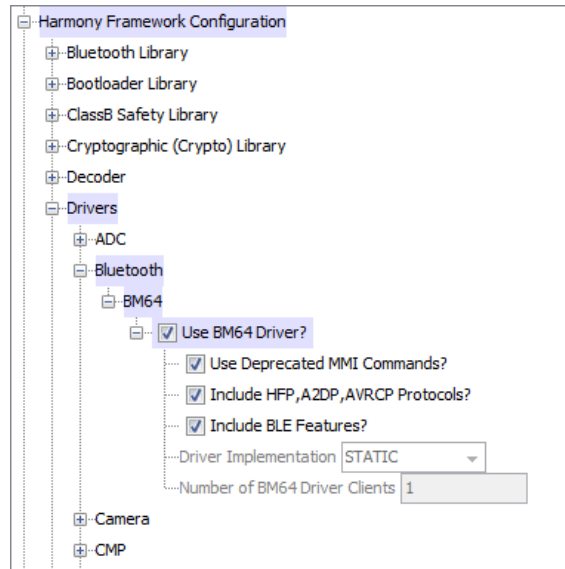 Harmony Framework Configuration
Bluetooth Library
Bootloader Library
ClassB Safety Library
Cryptographic (Crypto) Library
Decoder
Drivers
ADC
Bluetooth
BM64
Use BM64 Driver?
Use Deprecated MMI Commands?
Include HFP,A2DP,AVRCP Protocols?
Include BLE Features?
Driver Implementation STATIC
Number of BM64 Driver Clients 1
Camera
CMP